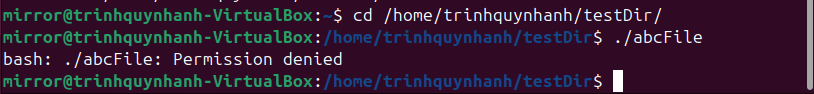 mirror@trinhquynhanh-VirtualBox:~$ cd /home/trinhquynhanh/testDir/
mirror@trinhquynhanh-VirtualBox:/home/trinhquynhanh/testDir$ ./abcFile
bash: ./abcFile: Permission denied
mirror@trinhquynhanh-VirtualBox:/home/trinhquynhanh/testDir$